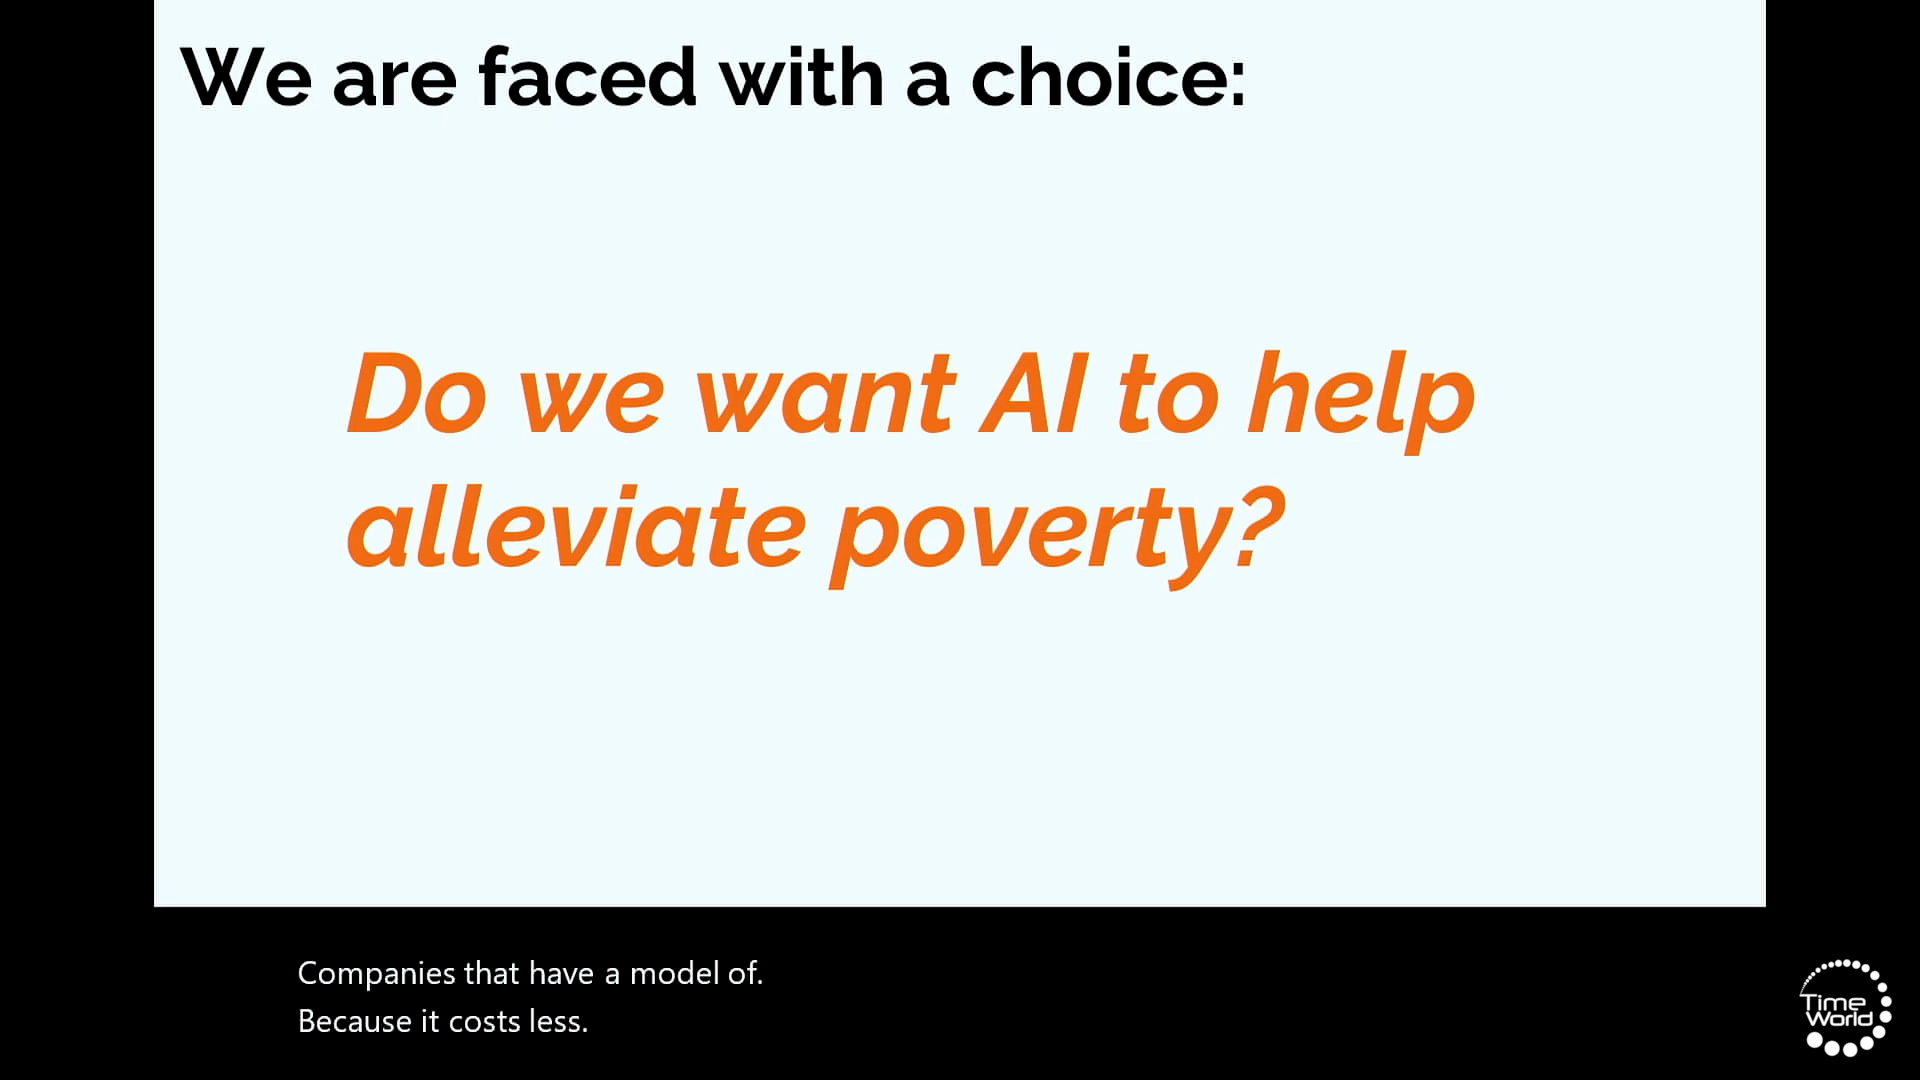 We are faced with a choice:
Do we want AI to help
alleviate poverty?
Companies that have a model of.
Because it costs less.
Time
World